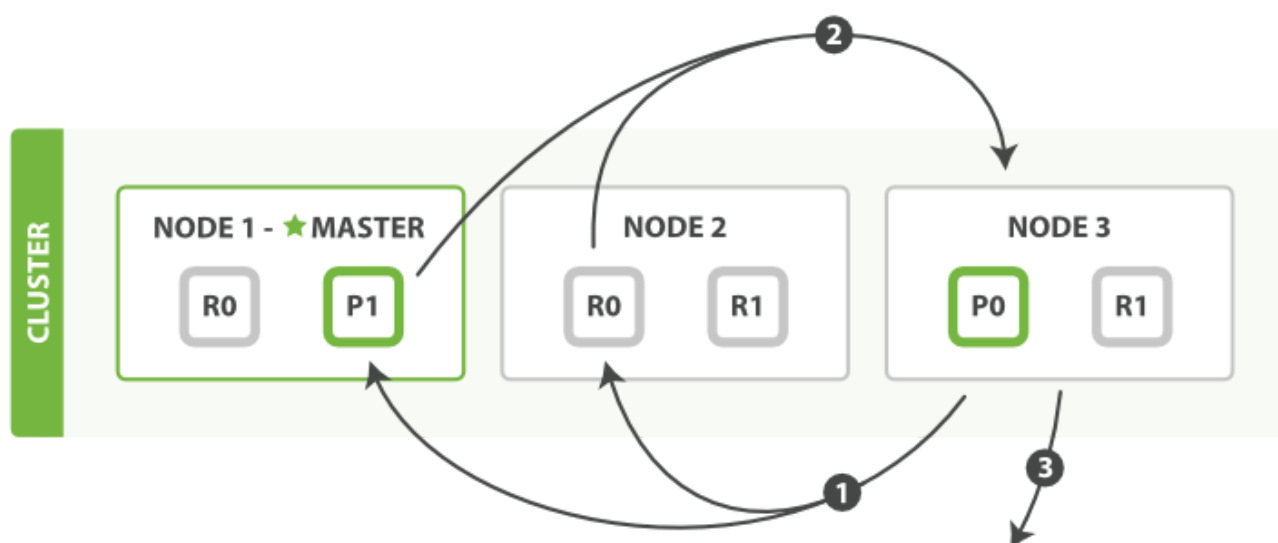 2
CLUSTER
NODE 1 - ★ MASTER
R0 P1
NODE 2
R0 R1
NODE 3
P0 R1
1
3